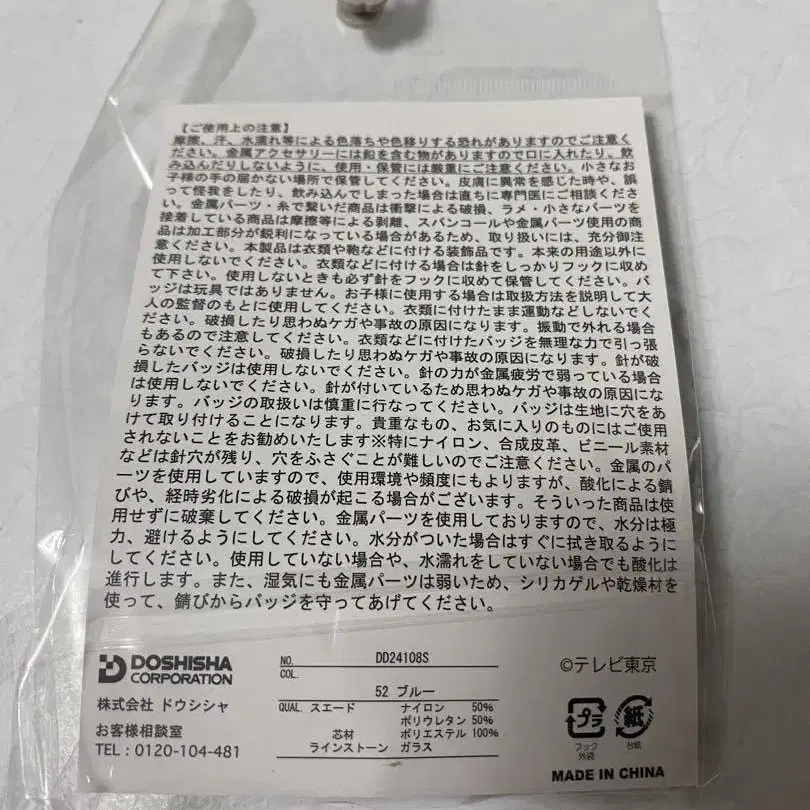 【ご使用上の注意】
摩擦、汗、水濡れ等による色落ちや色移りする恐れがありますのでご注意く
ださい。金属アクセサリーには鉛を含む物がありますので口に入れたり、飲
み込んだりしないように、使用・保管には厳重にご注意ください。小さなお
子様の手の届かない場所で保管してください。皮膚に異常を感じた時や、誤
って怪我をしたり、飲み込んでしまった場合は直ちに専門医にご相談くださ
い。金属パーツ・糸で繋いだ商品は衝撃による破損、ラメ・小さなパーツを
接着している商品は摩擦等による剥離、スパンコールや金属パーツ使用の商
品は加工部分が鋭利になっている場合があるため、取り扱いには、充分御注
意ください。本製品は衣類や鞄などに付ける装飾品です。本来の用途以外に
使用しないでください。衣類などに付ける場合は針をしっかりフックに収め
て下さい。使用しないときも必ず針をフックに収めて保管してください。バ
ッジは玩具ではありません。お子様に使用する場合は取扱方法を説明して大
人の監督のもとに使用してください。衣類に付けたまま運動などしないでく
ださい。破損したり思わぬケガや事故の原因になります。振動で外れる場合
もあるので注意してください。衣類などに付けたバッジを無理な力で引っ張
らないでください。破損したり思わぬケガや事故の原因になります。針が破
損したバッジは使用しないでください。針の力が金属疲労で弱っている場合
は使用しないでください。針が付いているため思わぬケガや事故の原因にな
ります。バッジの取扱いは慎重に行なってください。バッジは生地に穴をあ
けて取り付けることになります。貴重なもの、お気に入りのものにはご使用
されないことをお勧めいたします※特にナイロン、合成皮革、ビニール素材
などは針穴が残り、穴をふさぐことが難しいのでご注意ください。金属のパ
ーツを使用していますので、使用環境や頻度にもよりますが、酸化による錆
びや、経時劣化による破損が起こる場合がございます。そういった商品は使
用せずに破棄してください。金属パーツを使用しておりますので、水分は極
力、避けるようにしてください。水分がついた場合はすぐに拭き取るように
してください。使用していない場合や、水濡れをしていない場合でも酸化は
進行します。また、湿気にも金属パーツは弱いため、シリカゲルや乾燥材を
使って、錆びからバッジを守ってあげてください。
DOSHISHA
CORPORATION
株式会社 ドウシシャ
お客様相談室
TEL：0120-104-481
NO. DD24108S
COL.
52 ブルー
QUAL. スエード ナイロン 50%
ポリウレタン 50%
芯材 ポリエステル 100%
ラインストーン ガラス
©テレビ東京
プラ 紙
フック 台紙
外袋
MADE IN CHINA